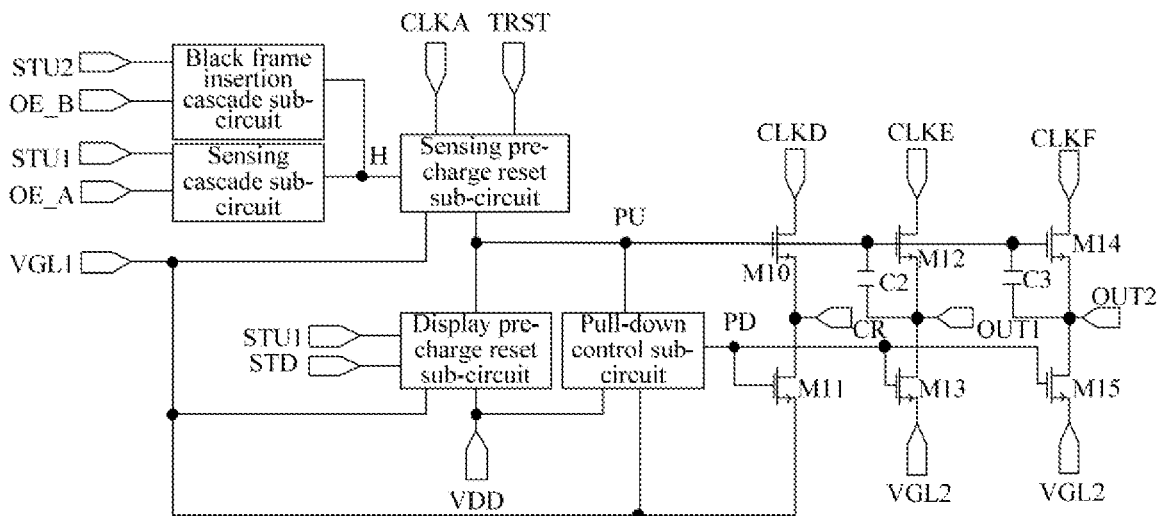 CLKA
TRST
STU2
OE_B
Black frame
insertion
cascade sub-
circuit
STU1
OE_A
Sensing
cascade sub-
circuit
H
Sensing pre-
charge reset
sub-circuit
CLKD
CLKE
CLKF
VGL1
PU
M10
M12
M14
C2
C3
STU1
STD
Display pre-
charge reset
sub-circuit
Pull-down
control sub-
circuit
PD
CR
OUT1
OUT2
M11
M13
M15
VDD
VGL2
VGL2